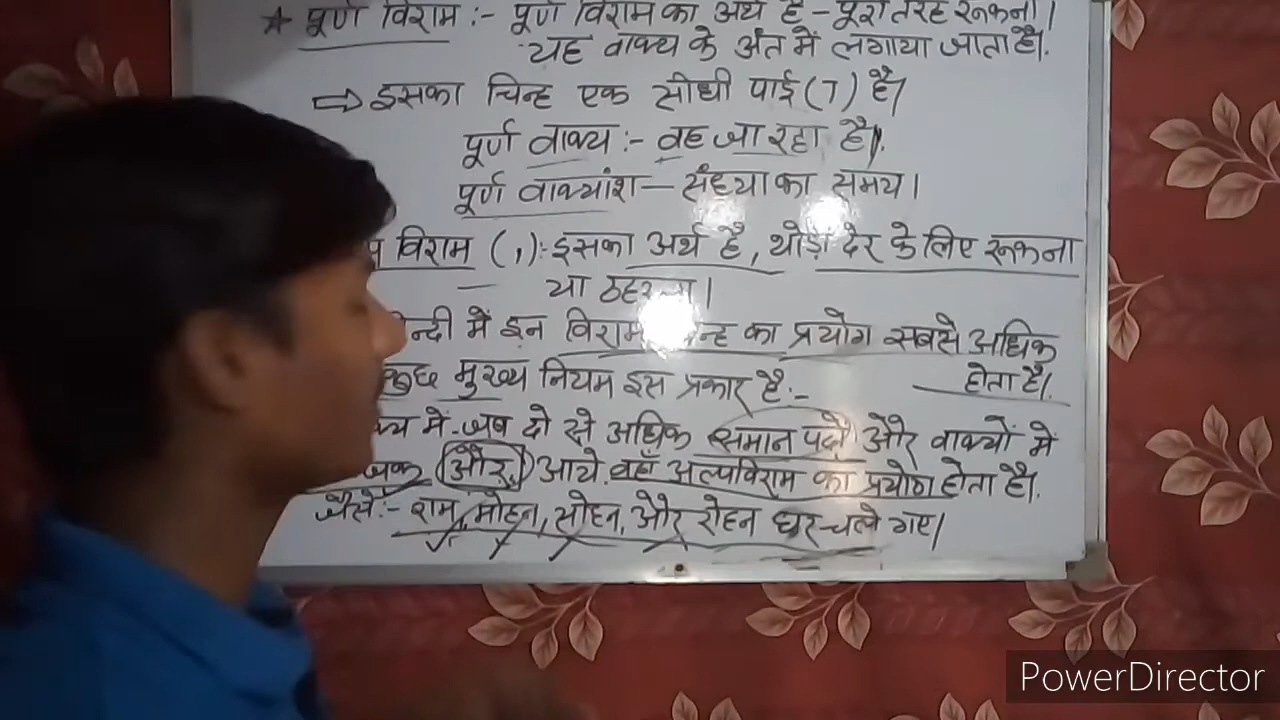 ★ पूर्ण विराम :- पूर्ण विराम का अर्थ है - पूरी तरह रूकना।
यह वाक्य के अंत में लगाया जाता है।
⇨ इसका चिन्ह एक सीधी पाई (।) है।
पूर्ण वाक्य :- वह जा रहा है।
पूर्ण वाक्यांश — संध्या का समय।
विराम (,) : इसका अर्थ है, थोड़ी देर के लिए रूकना
या
में इन विराम का प्रयोग सबसे अधिक
होता है।
कुछ मुख्य नियम इस प्रकार है :-
में जब दो से अधिक समान पदों और वाक्यों मे
(और) आये वहाँ अल्पविराम का प्रयोग होता है।
जैसे :- राम, मोहन, सोहन, और रोहन घर चले गए।
PowerDirector